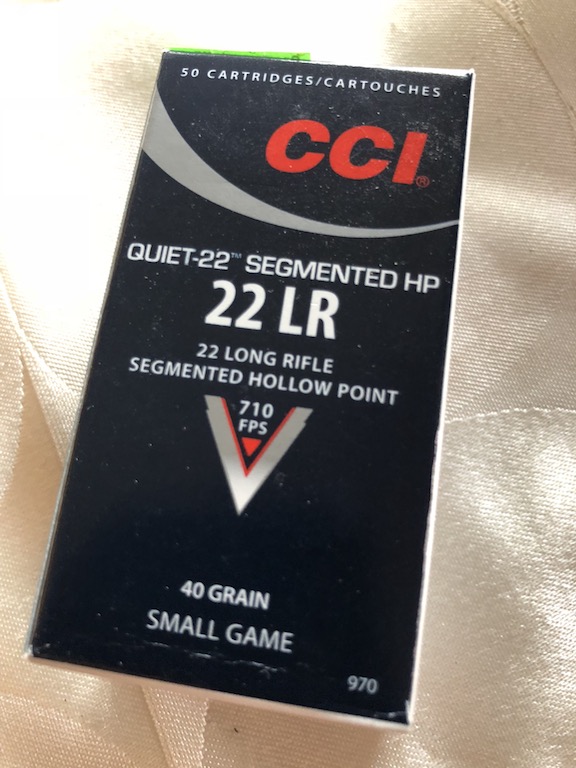 50 CARTRIDGES/CARTOUCHES
CCI®
QUIET-22™ SEGMENTED HP
22 LR
22 LONG RIFLE
SEGMENTED HOLLOW POINT
710
FPS
40 GRAIN
SMALL GAME
970